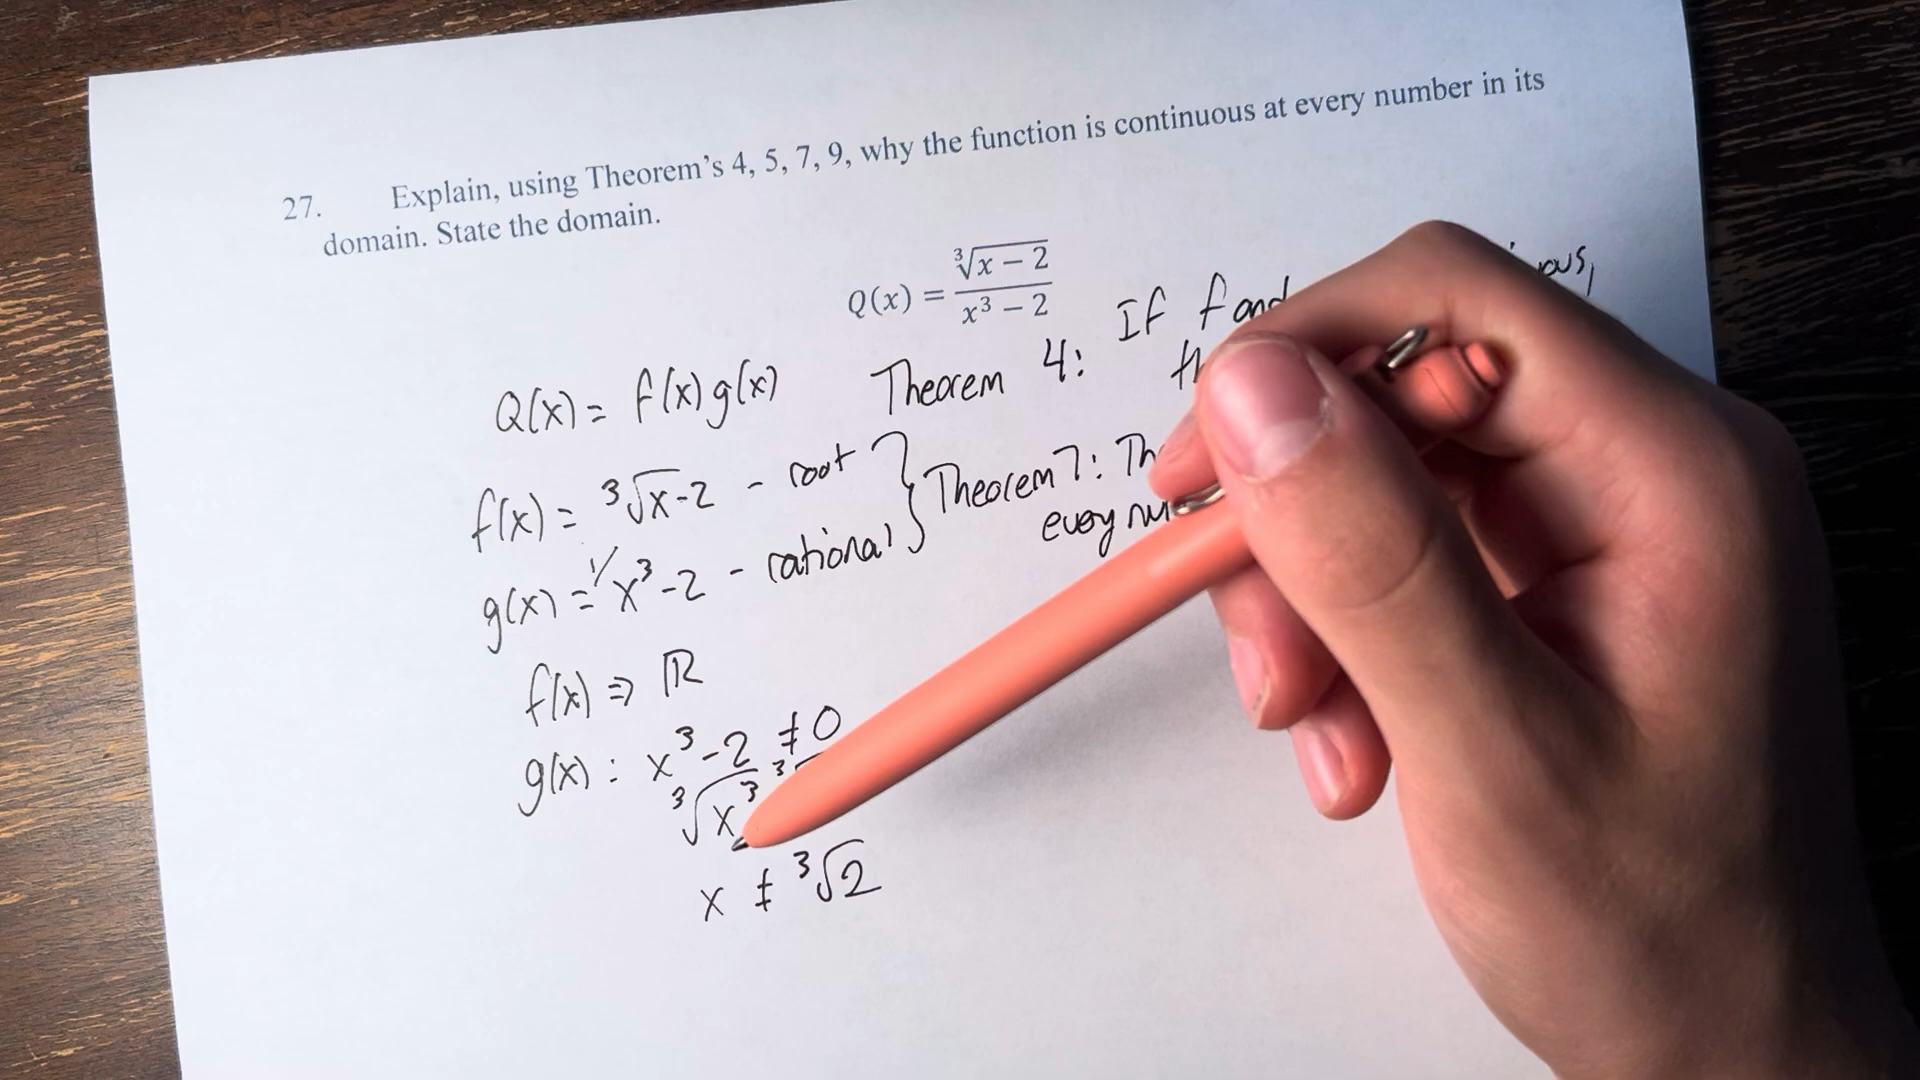 27. Explain, using Theorem's 4, 5, 7, 9, why the function is continuous at every number in its
domain. State the domain.
Q(x) = ∛(x − 2) / (x³ − 2)
Q(x) = f(x)g(x) Theorem 4: If f and
f(x) = ³√x-2 - root } Theorem 7:
g(x) = 1/x³-2 - rational every
f(x) ⇒ ℝ
g(x) : x³-2 ≠ 0
³√x³
x ≠ ³√2